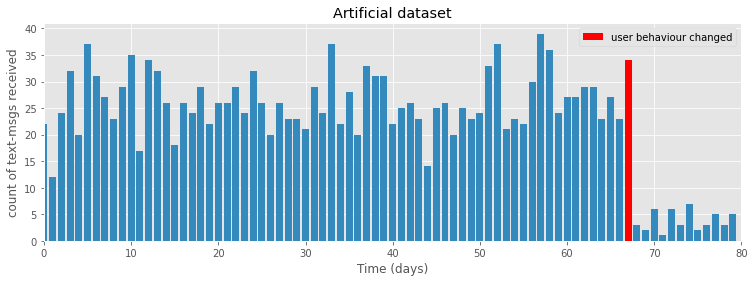 Artificial dataset
user behaviour changed
count of text-msgs received
40
35
30
25
20
15
10
5
0
0 10 20 30 40 50 60 70 80
Time (days)